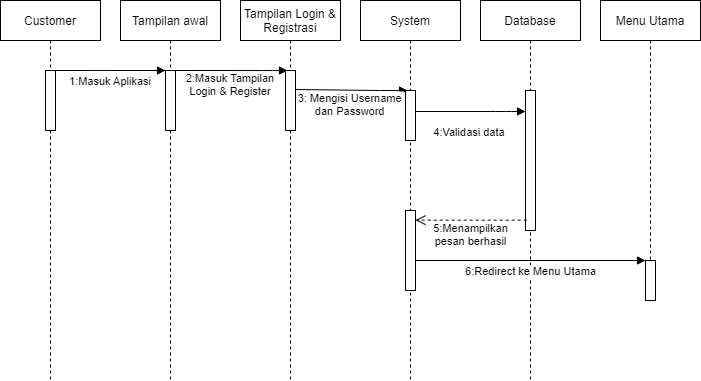 Customer
Tampilan awal
Tampilan Login &
Registrasi
System
Database
Menu Utama
1:Masuk Aplikasi
2:Masuk Tampilan
Login & Register
3: Mengisi Username
dan Password
4:Validasi data
5:Menampilkan
pesan berhasil
6:Redirect ke Menu Utama